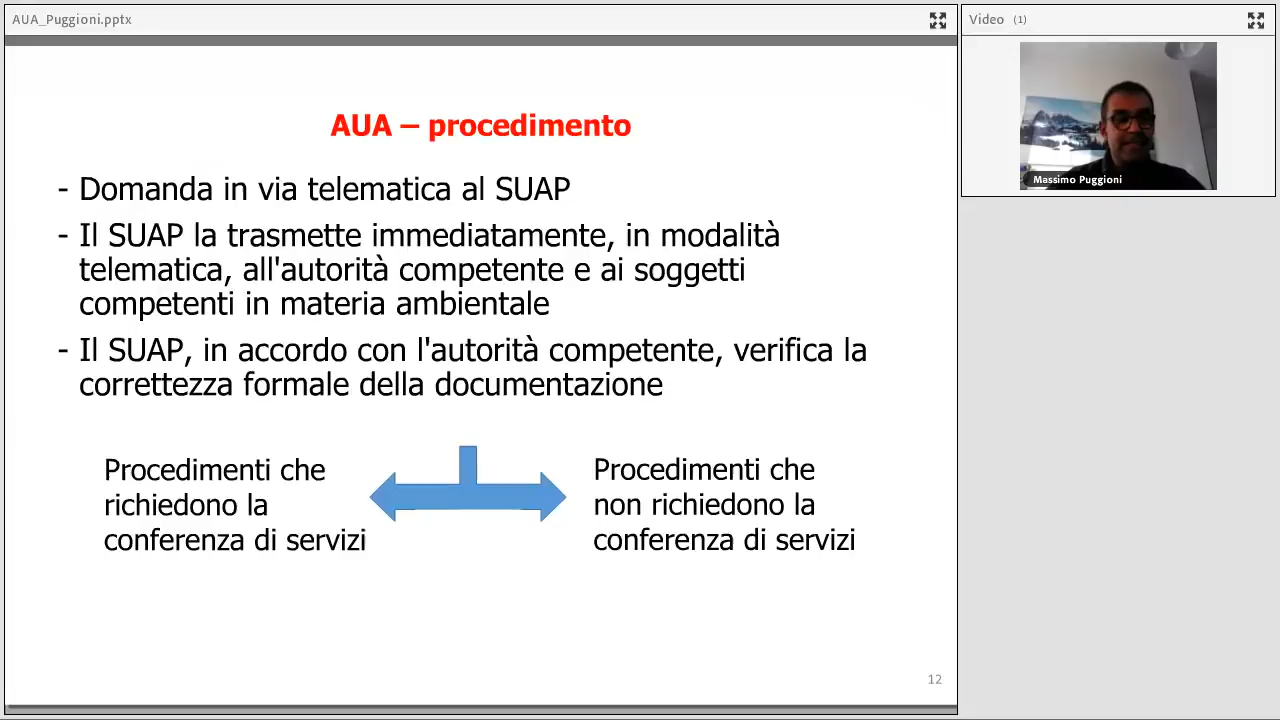 AUA_Puggioni.pptx
Video (1)
Massimo Puggioni
AUA – procedimento
- Domanda in via telematica al SUAP
- Il SUAP la trasmette immediatamente, in modalità
telematica, all'autorità competente e ai soggetti
competenti in materia ambientale
- Il SUAP, in accordo con l'autorità competente, verifica la
correttezza formale della documentazione
Procedimenti che
richiedono la
conferenza di servizi
Procedimenti che
non richiedono la
conferenza di servizi
12